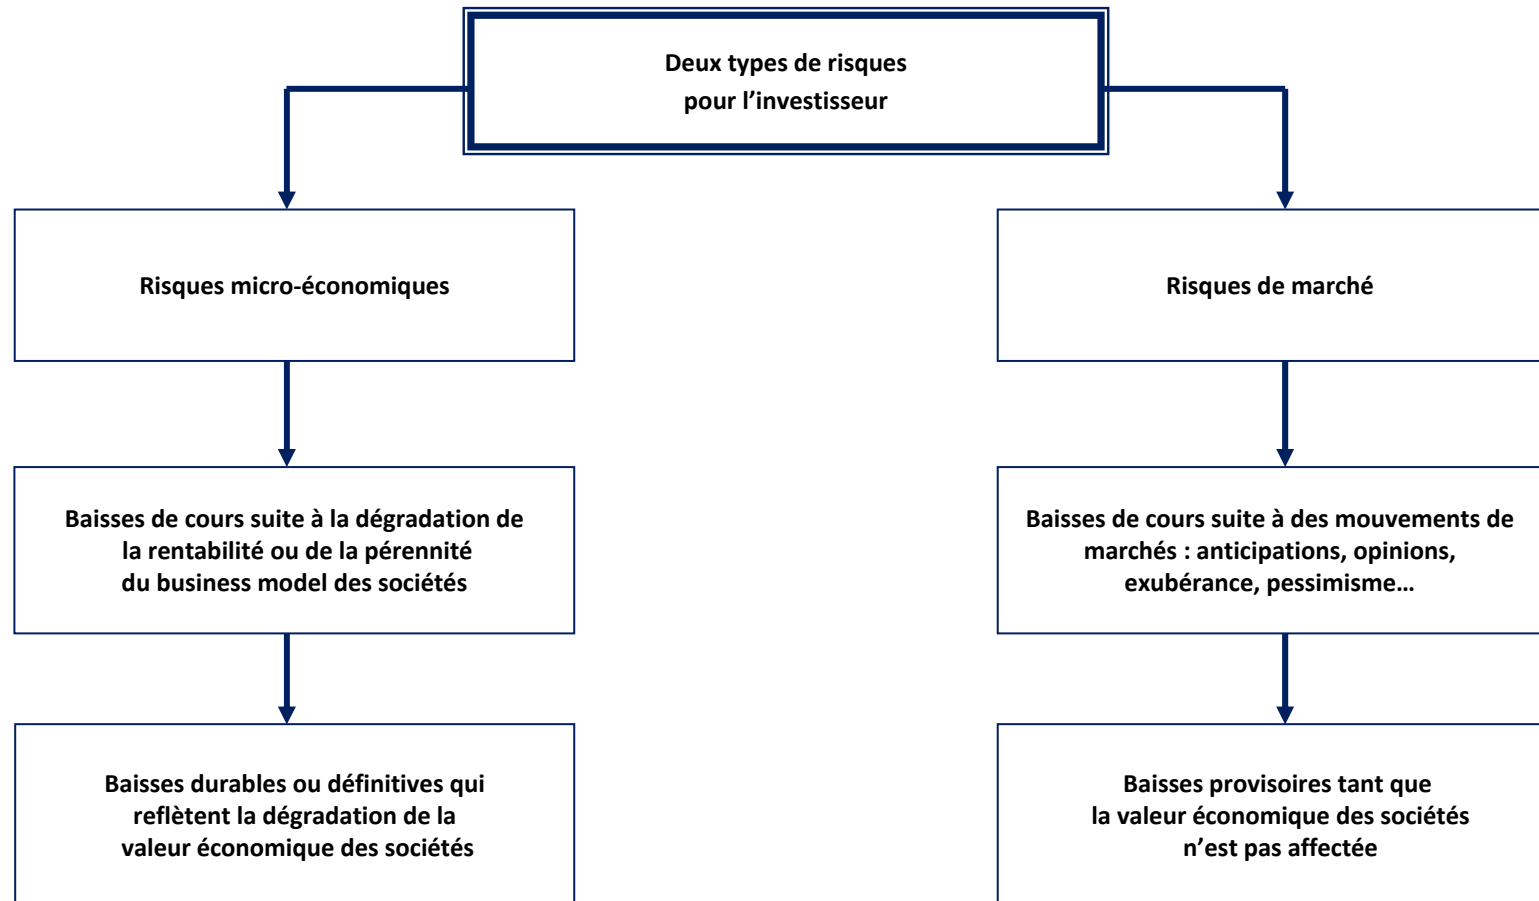 Deux types de risques
pour l’investisseur
Risques micro-économiques
Risques de marché
Baisses de cours suite à la dégradation de
la rentabilité ou de la pérennité
du business model des sociétés
Baisses de cours suite à des mouvements de
marchés : anticipations, opinions,
exubérance, pessimisme…
Baisses durables ou définitives qui
reflètent la dégradation de la
valeur économique des sociétés
Baisses provisoires tant que
la valeur économique des sociétés
n’est pas affectée